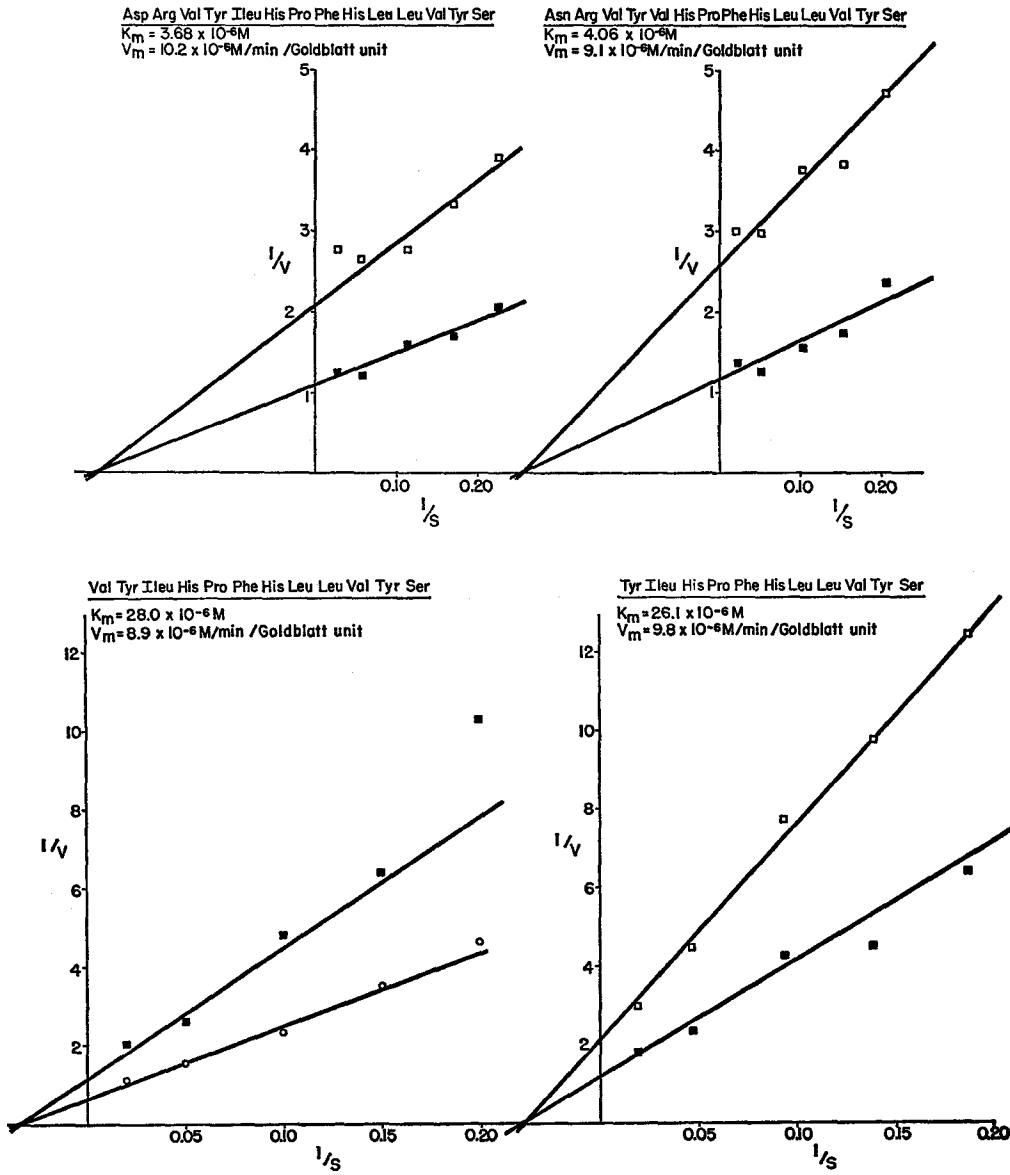 Asp Arg Val Tyr Ileu His Pro Phe His Leu Leu Val Tyr Ser
Km = 3.68 x 10-6M
Vm = 10.2 x 10-6M/min /Goldblatt unit
5
4
3
1/V
2
1
0.10 0.20
1/S
Asn Arg Val Tyr Val His Pro Phe His Leu Leu Val Tyr Ser
Km = 4.06 x 10-6M
Vm = 9.1 x 10-6M/min /Goldblatt unit
5
4
3
1/V
2
1
0.10 0.20
1/S
Val Tyr Ileu His Pro Phe His Leu Leu Val Tyr Ser
Km = 28.0 x 10-6M
Vm = 8.9 x 10-6M/min /Goldblatt unit
12
10
8
1/V
6
4
2
0.05 0.10 0.15 0.20
1/S
Tyr Ileu His Pro Phe His Leu Leu Val Tyr Ser
Km = 26.1 x 10-6M
Vm = 9.8 x 10-6M/min /Goldblatt unit
12
10
8
1/V
6
4
2
0.05 0.10 0.15 0.20
1/S